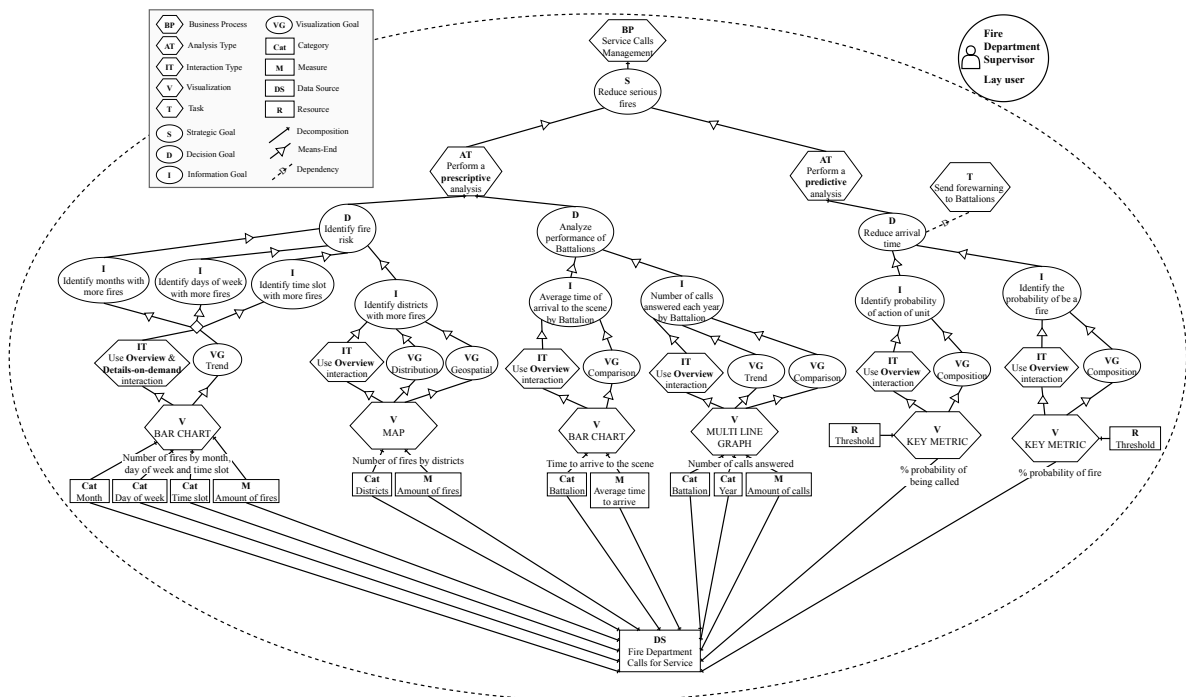 BP Business Process
AT Analysis Type
IT Interaction Type
V Visualization
T Task
S Strategic Goal
D Decision Goal
I Information Goal
VG Visualization Goal
Cat Category
M Measure
DS Data Source
R Resource
Decomposition
Means-End
Dependency
D
BP
Service Calls
Management
Fire
Department
Supervisor
Lay user
S
Reduce serious
fires
AT
Perform a
prescriptive
analysis
AT
Perform a
predictive
analysis
T
Send forewarning
to Battalions
D
Identify fire
risk
D
Analyze
performance of
Battalions
D
Reduce arrival
time
D
I
Identify months with
more fires
I
Identify days of week
with more fires
I
Identify time slot
with more fires
I
Identify districts
with more fires
I
Average time of
arrival to the scene
by Battalion
I
Number of calls
answered each year
by Battalion
I
Identify probability
of action of unit
I
Identify the
probability of be a
fire
IT
Use Overview &
Details-on-demand
interaction
VG
Trend
IT
Use Overview
interaction
VG
Distribution
VG
Geospatial
IT
Use Overview
interaction
VG
Comparison
IT
Use Overview
interaction
VG
Trend
VG
Comparison
IT
Use Overview
interaction
VG
Composition
IT
Use Overview
interaction
VG
Composition
V
BAR CHART
V
MAP
V
BAR CHART
V
MULTI LINE
GRAPH
R
Threshold
V
KEY METRIC
V
KEY METRIC
R
Threshold
Number of fires by month,
day of week and time slot
Number of fires by districts
Time to arrive to the scene
Number of calls answered
% probability of
being called
% probability of fire
Cat
Month
Cat
Day of week
Cat
Time slot
M
Amount of fires
Cat
Districts
M
Amount of fires
Cat
Battalion
M
Average time
to arrive
Cat
Battalion
Cat
Year
M
Amount of calls
DS
Fire Department
Calls for Service